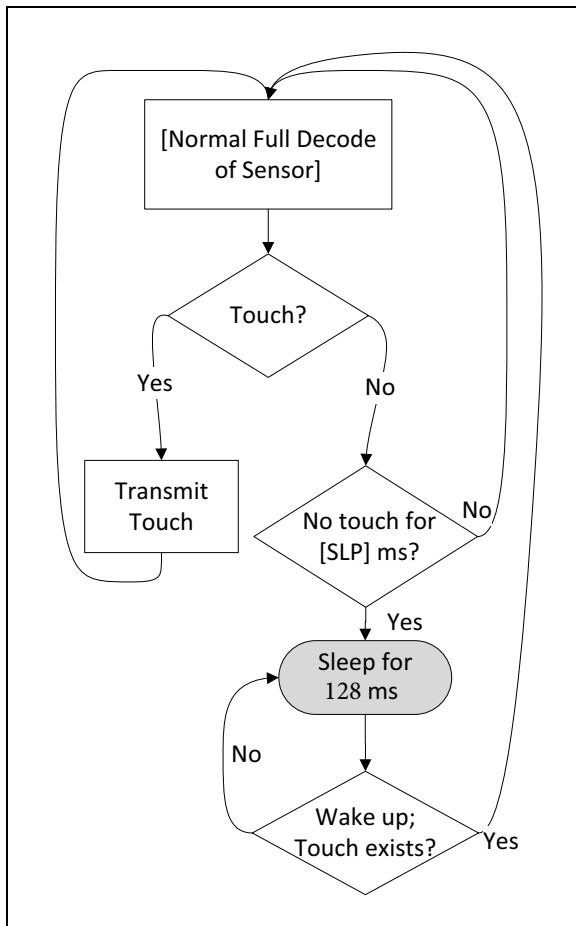 [Normal Full Decode
of Sensor]
Touch?
Yes
No
Transmit
Touch
No touch for
[SLP] ms?
No
Yes
Sleep for
128 ms
No
Wake up;
Touch exists?
Yes